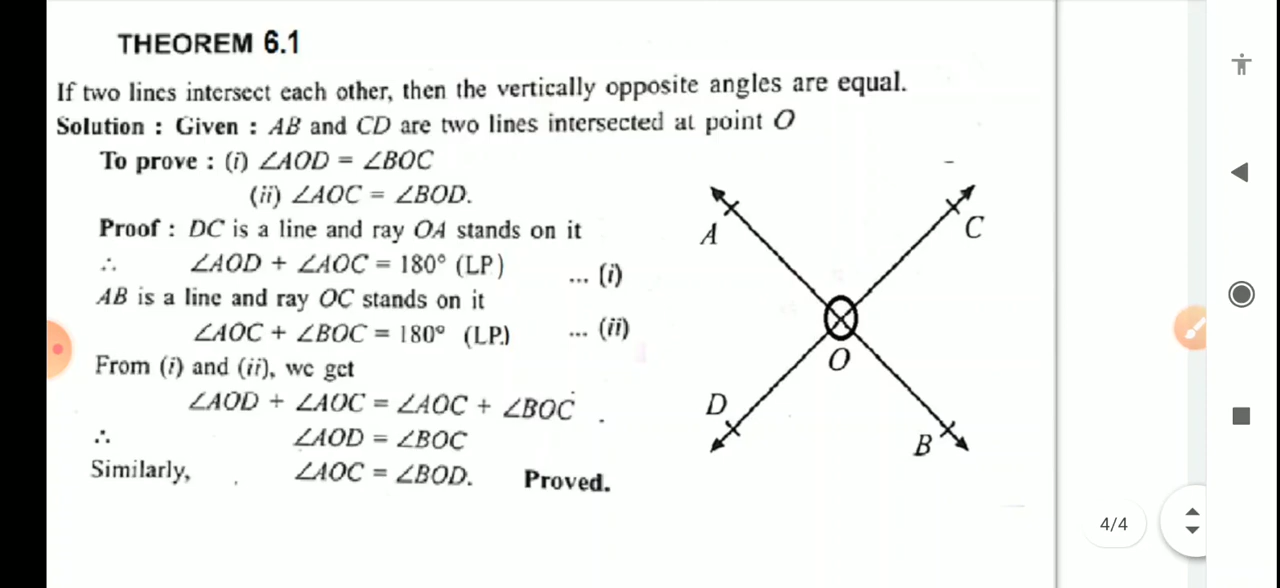 THEOREM 6.1
If two lines intersect each other, then the vertically opposite angles are equal.
Solution : Given : AB and CD are two lines intersected at point O
To prove : (i) ∠AOD = ∠BOC
(ii) ∠AOC = ∠BOD.
Proof : DC is a line and ray OA stands on it
∴ ∠AOD + ∠AOC = 180° (LP) ... (i)
AB is a line and ray OC stands on it
∠AOC + ∠BOC = 180° (LP.) ... (ii)
From (i) and (ii), we get
∠AOD + ∠AOC = ∠AOC + ∠BOC .
∴ ∠AOD = ∠BOC
Similarly, ∠AOC = ∠BOD. Proved.
A
C
O
D
B
4/4